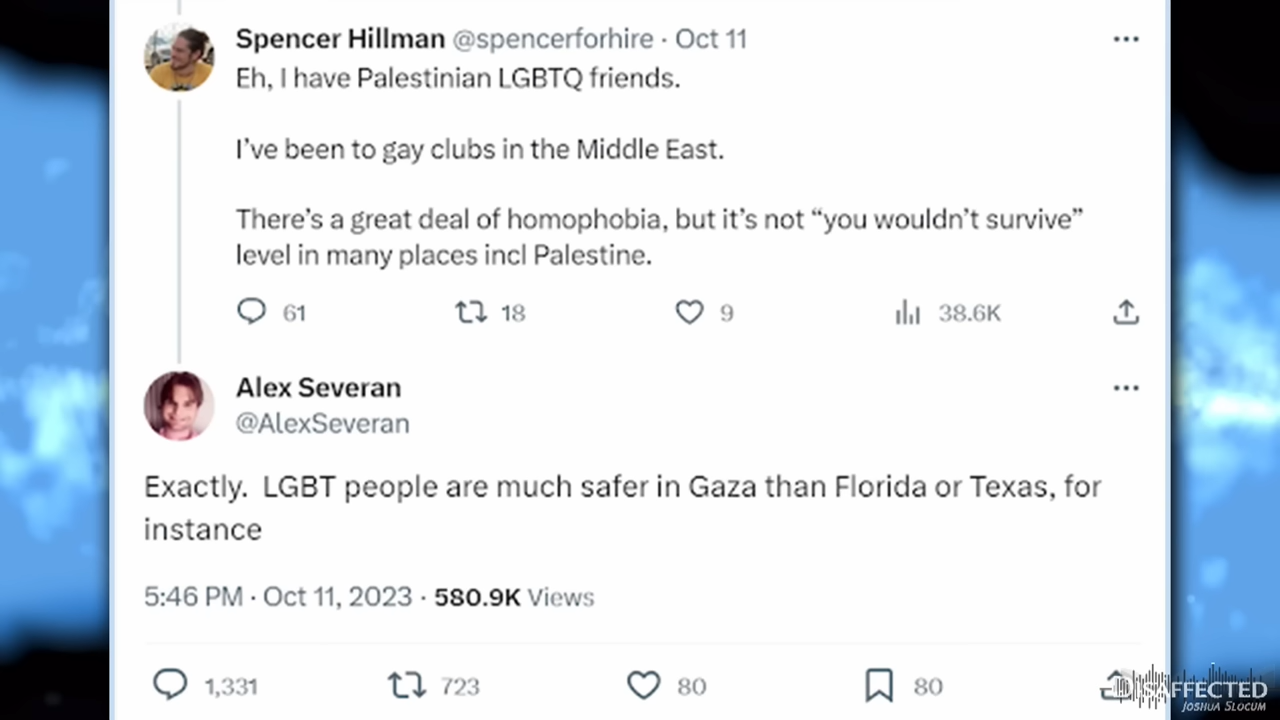 Spencer Hillman @spencerforhire · Oct 11
Eh, I have Palestinian LGBTQ friends.
I've been to gay clubs in the Middle East.
There's a great deal of homophobia, but it's not “you wouldn't survive”
level in many places incl Palestine.
61 18 9 38.6K
Alex Severan
@AlexSeveran
Exactly.  LGBT people are much safer in Gaza than Florida or Texas, for
instance
5:46 PM · Oct 11, 2023 · 580.9K Views
1,331 723 80 80
DISAFFECTED
JOSHUA SLOCUM